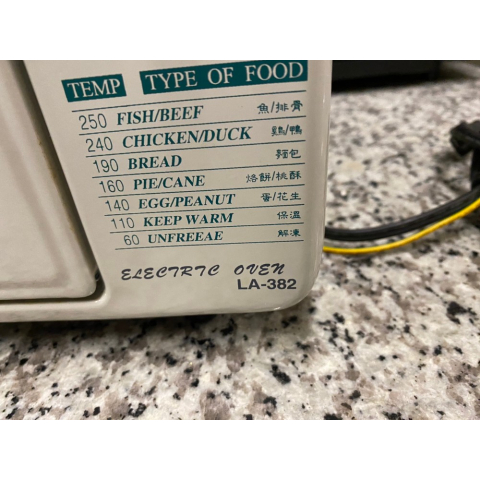 TEMP TYPE OF FOOD
250 FISH/BEEF 魚/排骨
240 CHICKEN/DUCK 鷄/鴨
190 BREAD 麵包
160 PIE/CANE 烙餅/桃酥
140 EGG/PEANUT 蛋/花生
110 KEEP WARM 保溫
60 UNFREEAE 解凍
ELECTRTC OVEN
LA-382